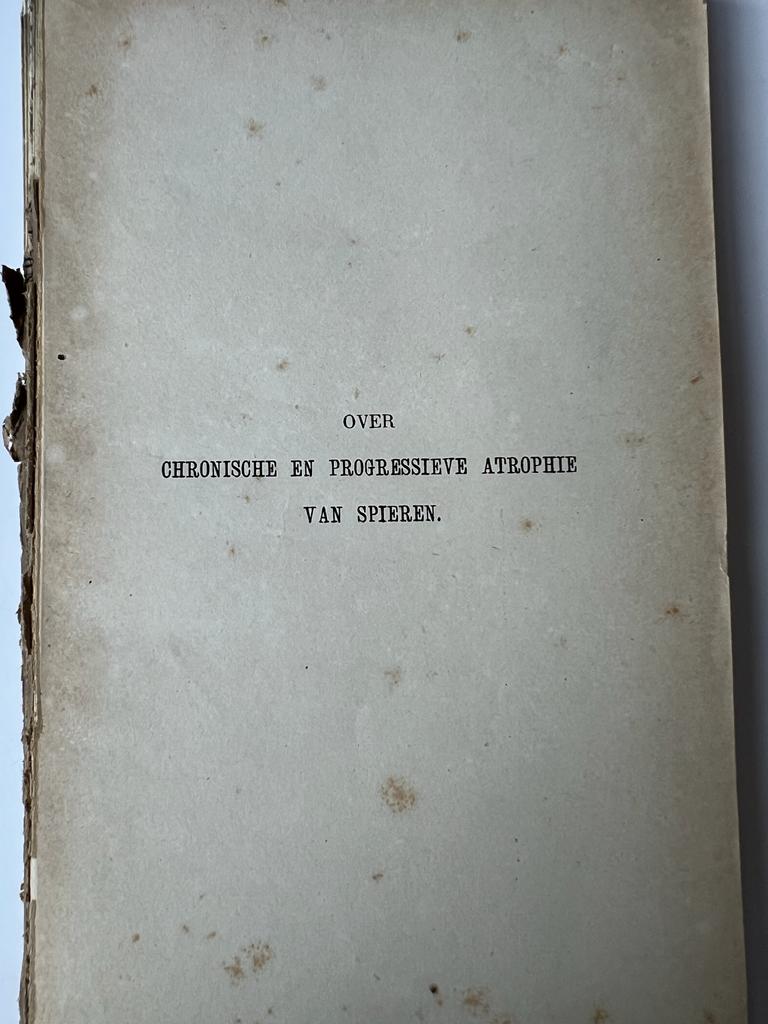 OVER
CHRONISCHE EN PROGRESSIEVE ATROPHIE
VAN SPIEREN.